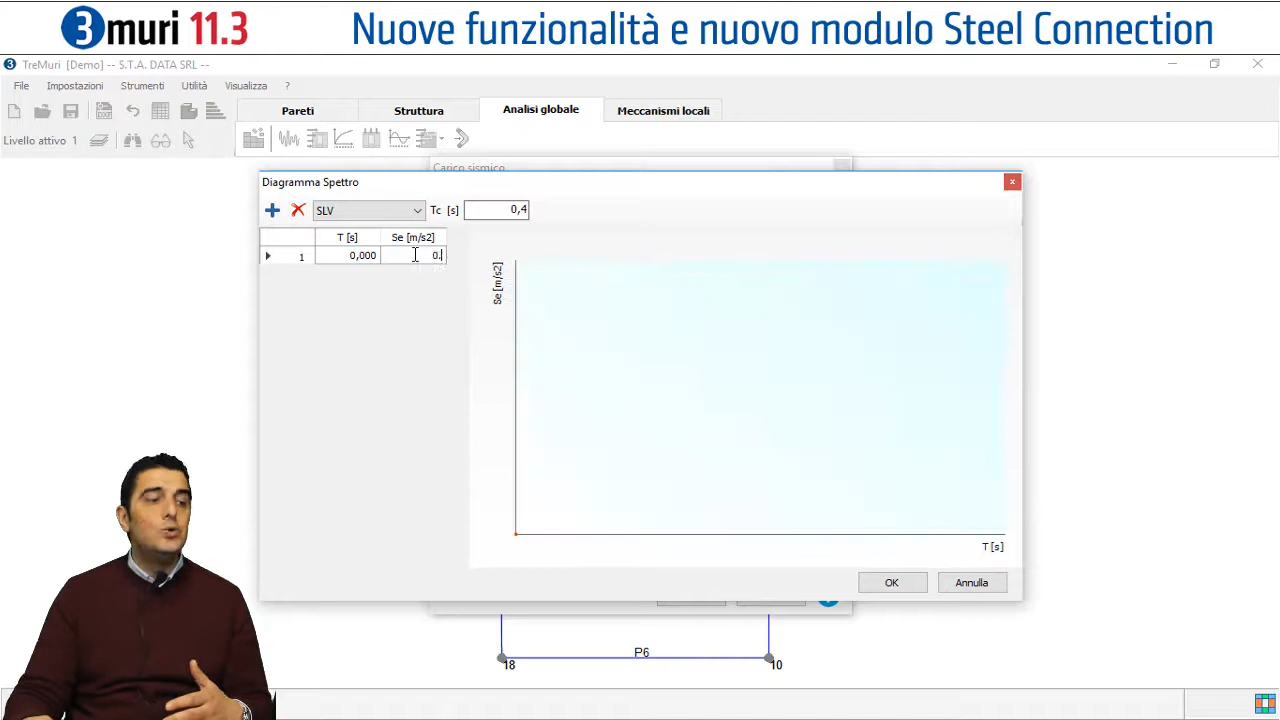 3muri 11.3
Nuove funzionalità e nuovo modulo Steel Connection
3 TreMuri [Demo] -- S.T.A. DATA SRL --
File Impostazioni Strumenti Utilità Visualizza ?
Pareti Struttura Analisi globale Meccanismi locali
Livello attivo 1
Carico sismico
Diagramma Spettro
SLV Tc [s] 0,4
T [s] Se [m/s2]
1 0,000 0.
Se [m/s2]
T [s]
OK Annulla
P6
18 10